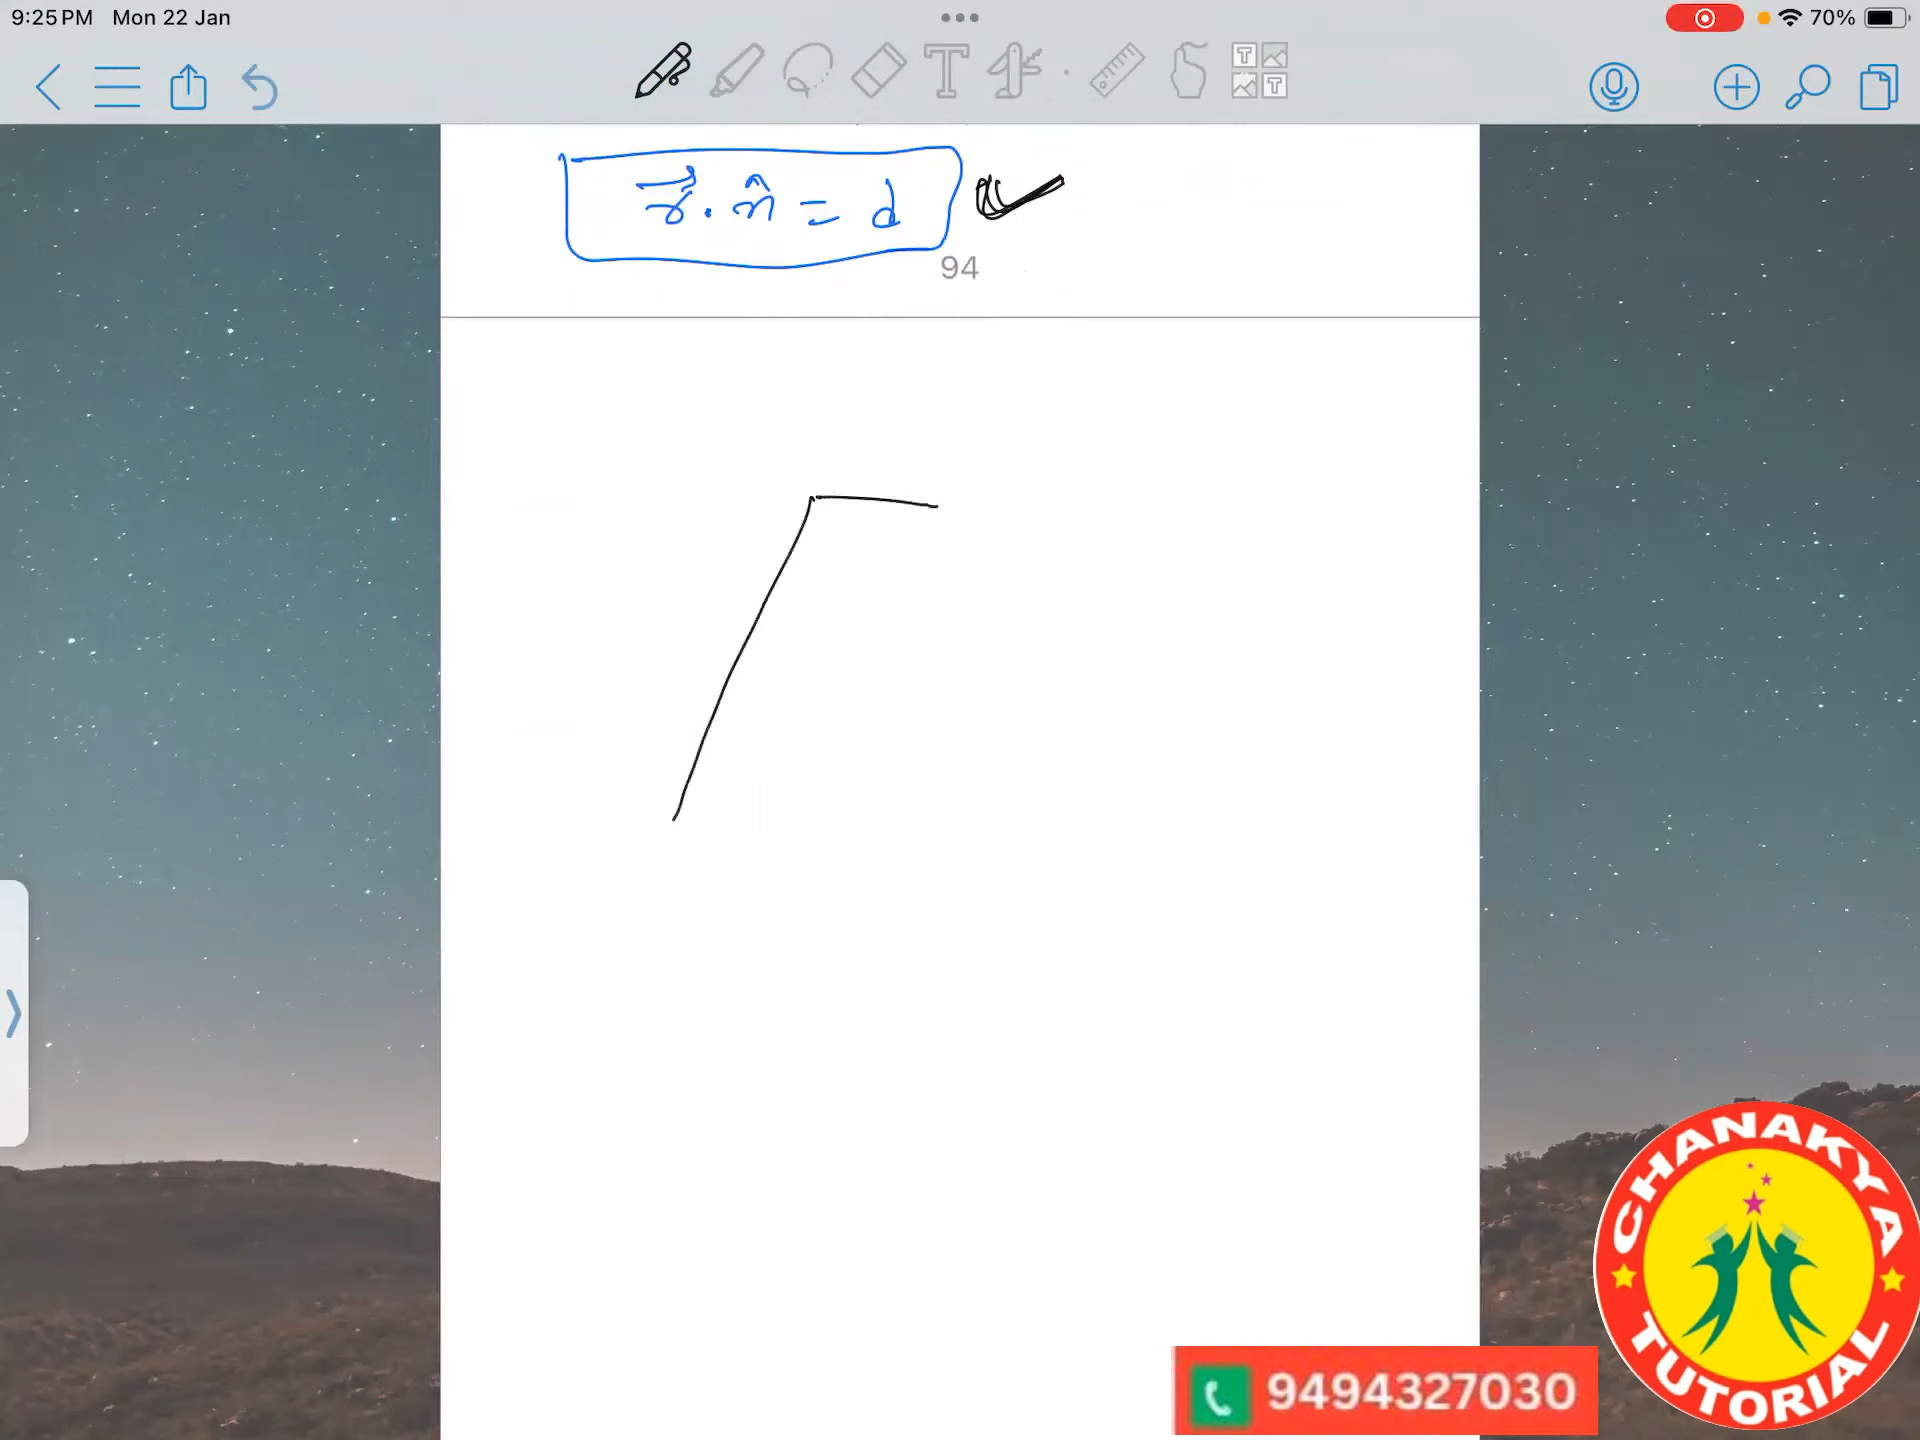 9:25 PM Mon 22 Jan
70%
r⃗ · n̂ = d
94
CHANAKYA
TUTORIAL
9494327030